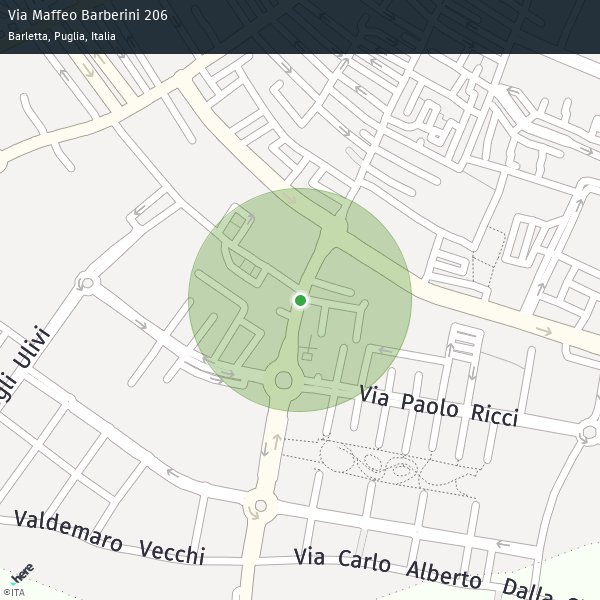 Via Maffeo Barberini 206
Barletta, Puglia, Italia
gli Ulivi
Via Paolo Ricci
Valdemaro Vecchi
Via Carlo Alberto Dalla
here
©ITA